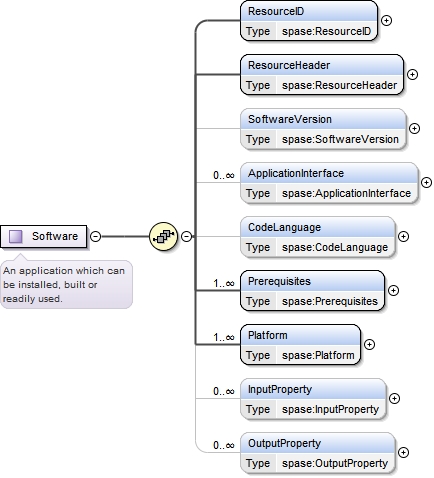 ResourceID
Type spase:ResourceID
ResourceHeader
Type spase:ResourceHeader
SoftwareVersion
Type spase:SoftwareVersion
0..∞ ApplicationInterface
Type spase:ApplicationInterface
Software
An application which can
be installed, built or
readily used.
CodeLanguage
Type spase:CodeLanguage
1..∞ Prerequisites
Type spase:Prerequisites
1..∞ Platform
Type spase:Platform
0..∞ InputProperty
Type spase:InputProperty
0..∞ OutputProperty
Type spase:OutputProperty